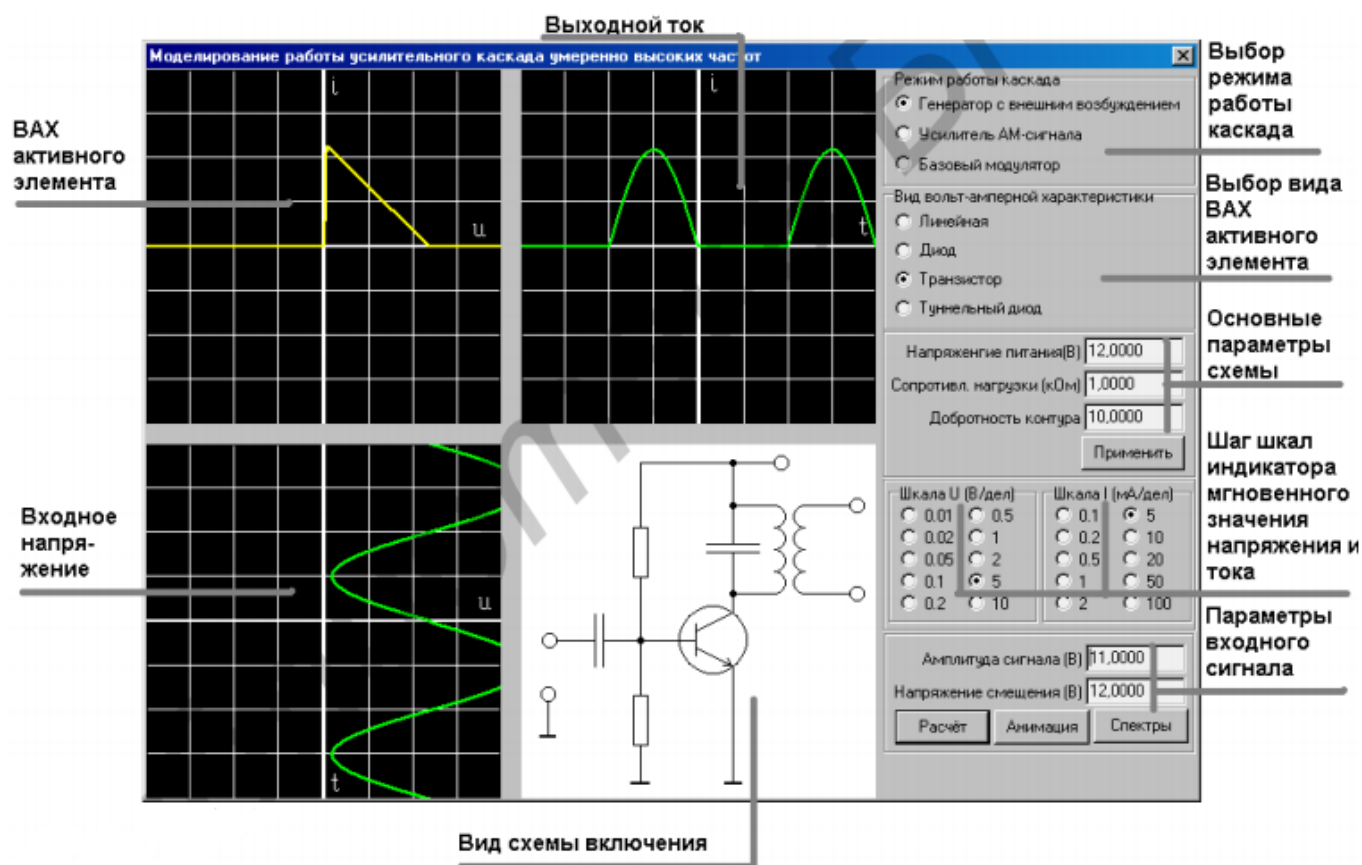 Выходной ток
Моделирование работы усилительного каскада умеренно высоких частот
ВАХ
активного
элемента
i
u
i
t
Входное
напря-
жение
u
t
Вид схемы включения
Режим работы каскада
Генератор с внешним возбуждением
Усилитель АМ-сигнала
Базовый модулятор
Вид вольт-амперной характеристики
Линейная
Диод
Транзистор
Туннельный диод
Напряженгие питания(В) 12,0000
Сопротивл. нагрузки (кОм) 1,0000
Добротность контура 10,0000
Применить
Шкала U (В/дел)
0.01 0.5
0.02 1
0.05 2
0.1 5
0.2 10
Шкала I (мА/дел)
0.1 5
0.2 10
0.5 20
1 50
2 100
Амплитуда сигнала (В) 11,0000
Напряжение смещения (В) 12,0000
Расчёт Анимация Спектры
Выбор
режима
работы
каскада
Выбор вида
ВАХ
активного
элемента
Основные
параметры
схемы
Шаг шкал
индикатора
мгновенного
значения
напряжения и
тока
Параметры
входного
сигнала